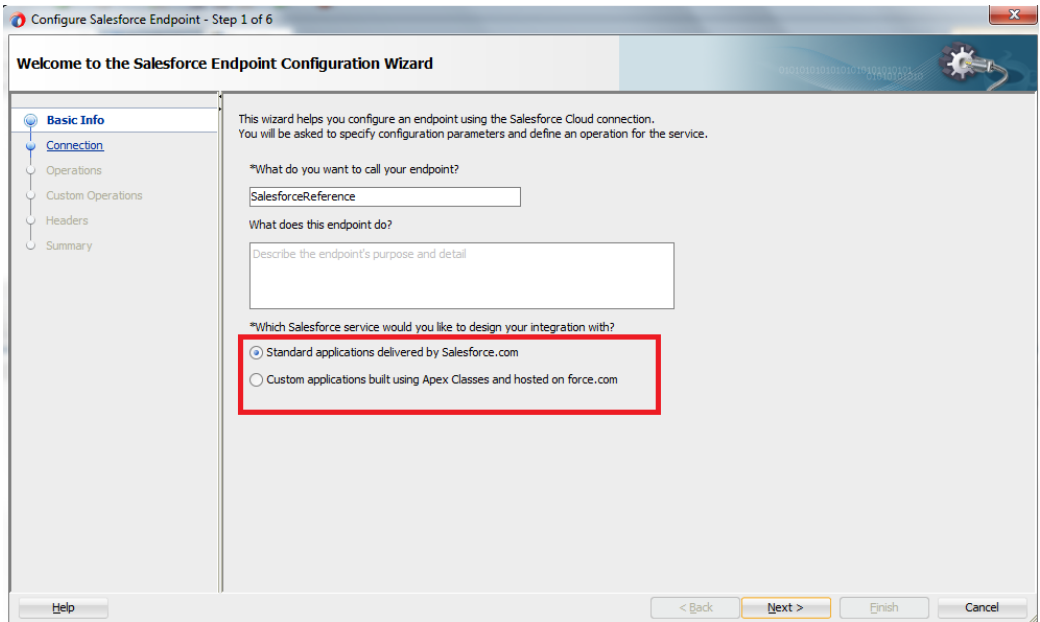 Configure Salesforce Endpoint - Step 1 of 6
X
Welcome to the Salesforce Endpoint Configuration Wizard
Basic Info
Connection
Operations
Custom Operations
Headers
Summary
This wizard helps you configure an endpoint using the Salesforce Cloud connection.
You will be asked to specify configuration parameters and define an operation for the service.
*What do you want to call your endpoint?
SalesforceReference
What does this endpoint do?
Describe the endpoint's purpose and detail
*Which Salesforce service would you like to design your integration with?
Standard applications delivered by Salesforce.com
Custom applications built using Apex Classes and hosted on force.com
Help
< Back
Next >
Finish
Cancel